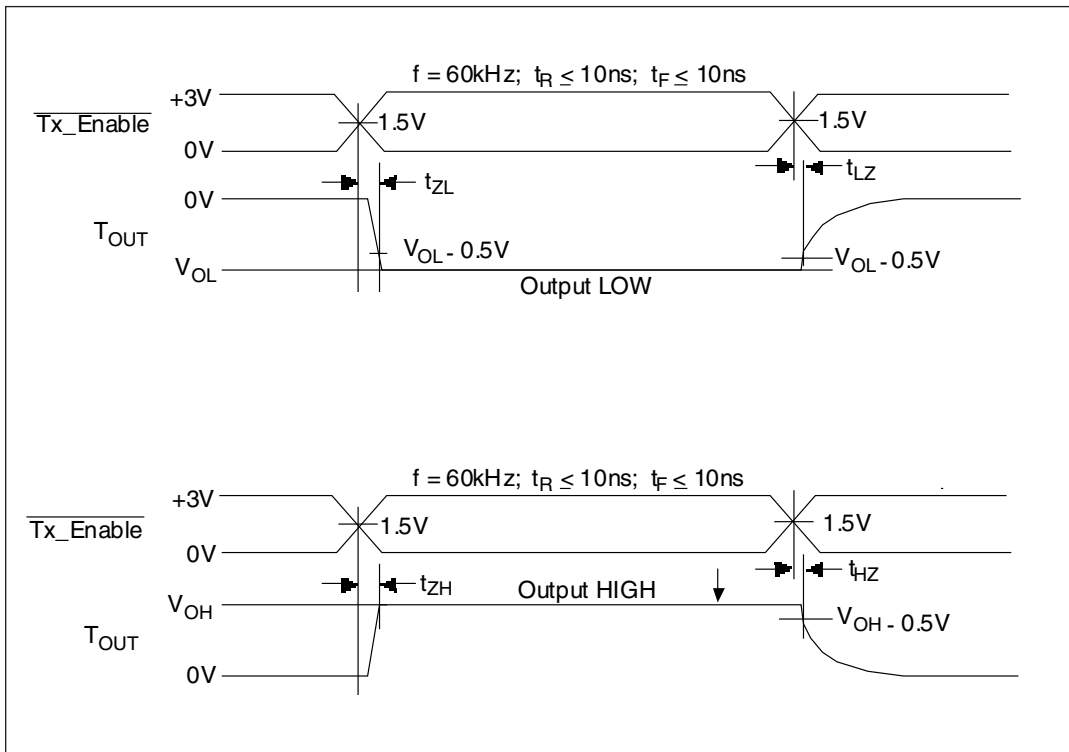 f = 60kHz; tR ≤ 10ns; tF ≤ 10ns
+3V
Tx_Enable
1.5V
1.5V
0V
tZL
tLZ
0V
TOUT
VOL - 0.5V
VOL - 0.5V
VOL
Output LOW
f = 60kHz; tR ≤ 10ns; tF ≤ 10ns
+3V
Tx_Enable
1.5V
1.5V
0V
tZH
tHZ
VOH
Output HIGH
VOH - 0.5V
TOUT
0V